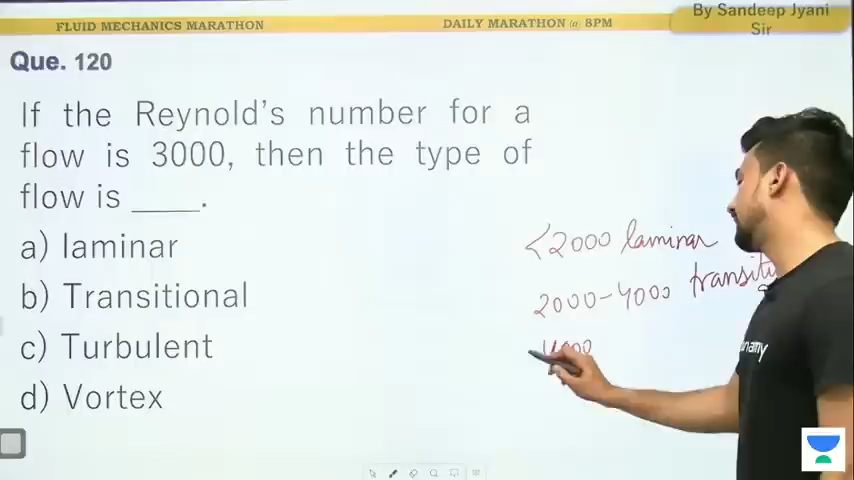 FLUID MECHANICS MARATHON
DAILY MARATHON @ 8PM
By Sandeep Jyani
Sir
Que. 120
If the Reynold's number for a
flow is 3000, then the type of
flow is _____.
a) laminar
b) Transitional
c) Turbulent
d) Vortex
<2000 laminar
2000-4000